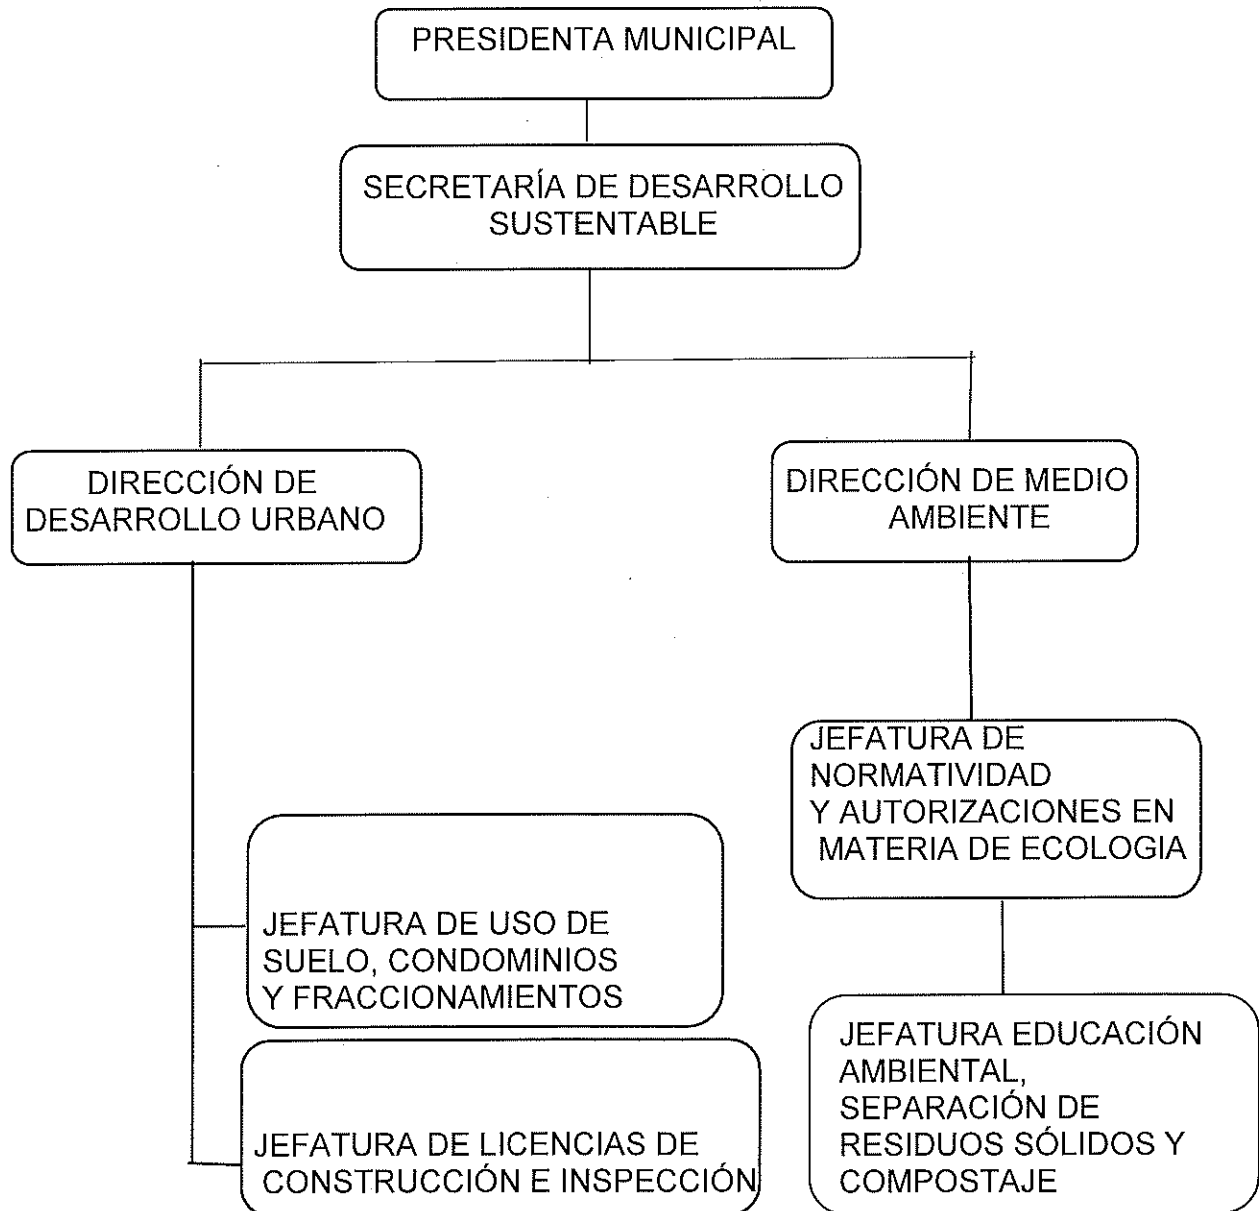 PRESIDENTA MUNICIPAL
SECRETARÍA DE DESARROLLO
SUSTENTABLE
DIRECCIÓN DE
DESARROLLO URBANO
DIRECCIÓN DE MEDIO
AMBIENTE
JEFATURA DE
NORMATIVIDAD
Y AUTORIZACIONES EN
MATERIA DE ECOLOGIA
JEFATURA DE USO DE
SUELO, CONDOMINIOS
Y FRACCIONAMIENTOS
JEFATURA DE LICENCIAS DE
CONSTRUCCIÓN E INSPECCIÓN
JEFATURA EDUCACIÓN
AMBIENTAL,
SEPARACIÓN DE
RESIDUOS SÓLIDOS Y
COMPOSTAJE